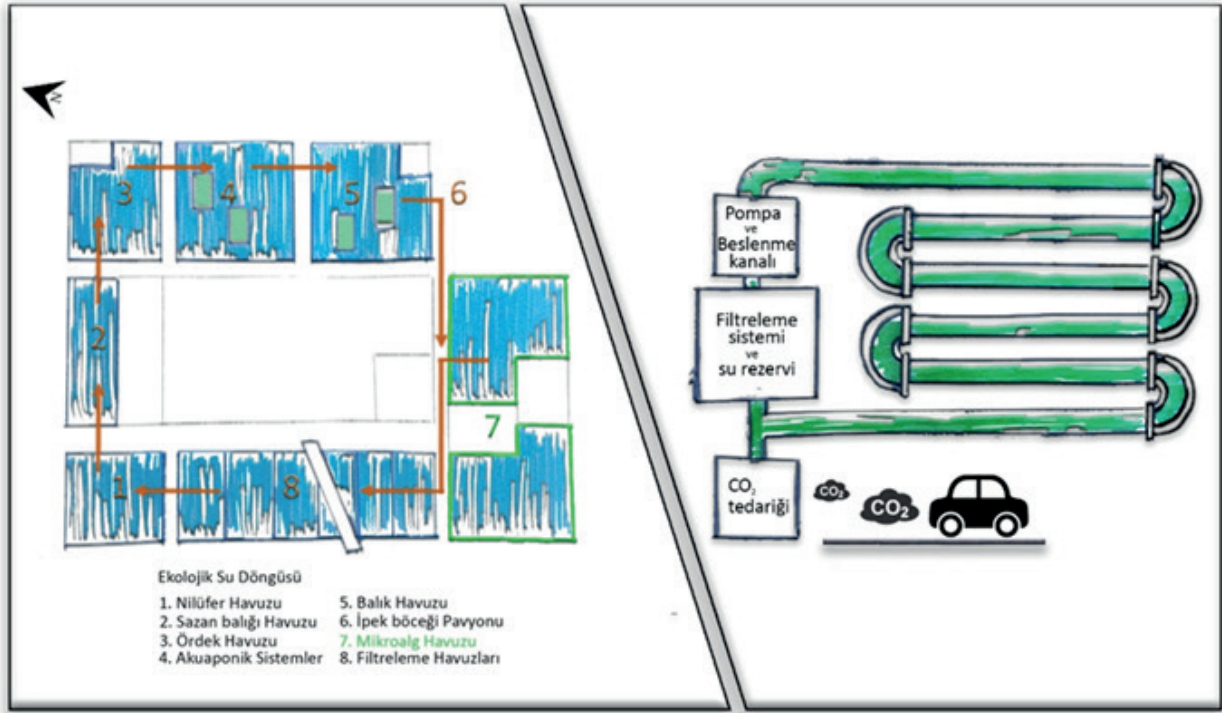 N
3
4
5
6
2
7
1
8
Ekolojik Su Döngüsü
1. Nilüfer Havuzu
2. Sazan balığı Havuzu
3. Ördek Havuzu
4. Akuaponik Sistemler
5. Balık Havuzu
6. İpek böceği Pavyonu
7. Mikroalg Havuzu
8. Filtreleme Havuzları
Pompa
ve
Beslenme
kanalı
Filtreleme
sistemi
ve
su rezervi
CO₂
tedariği
CO₂
CO₂